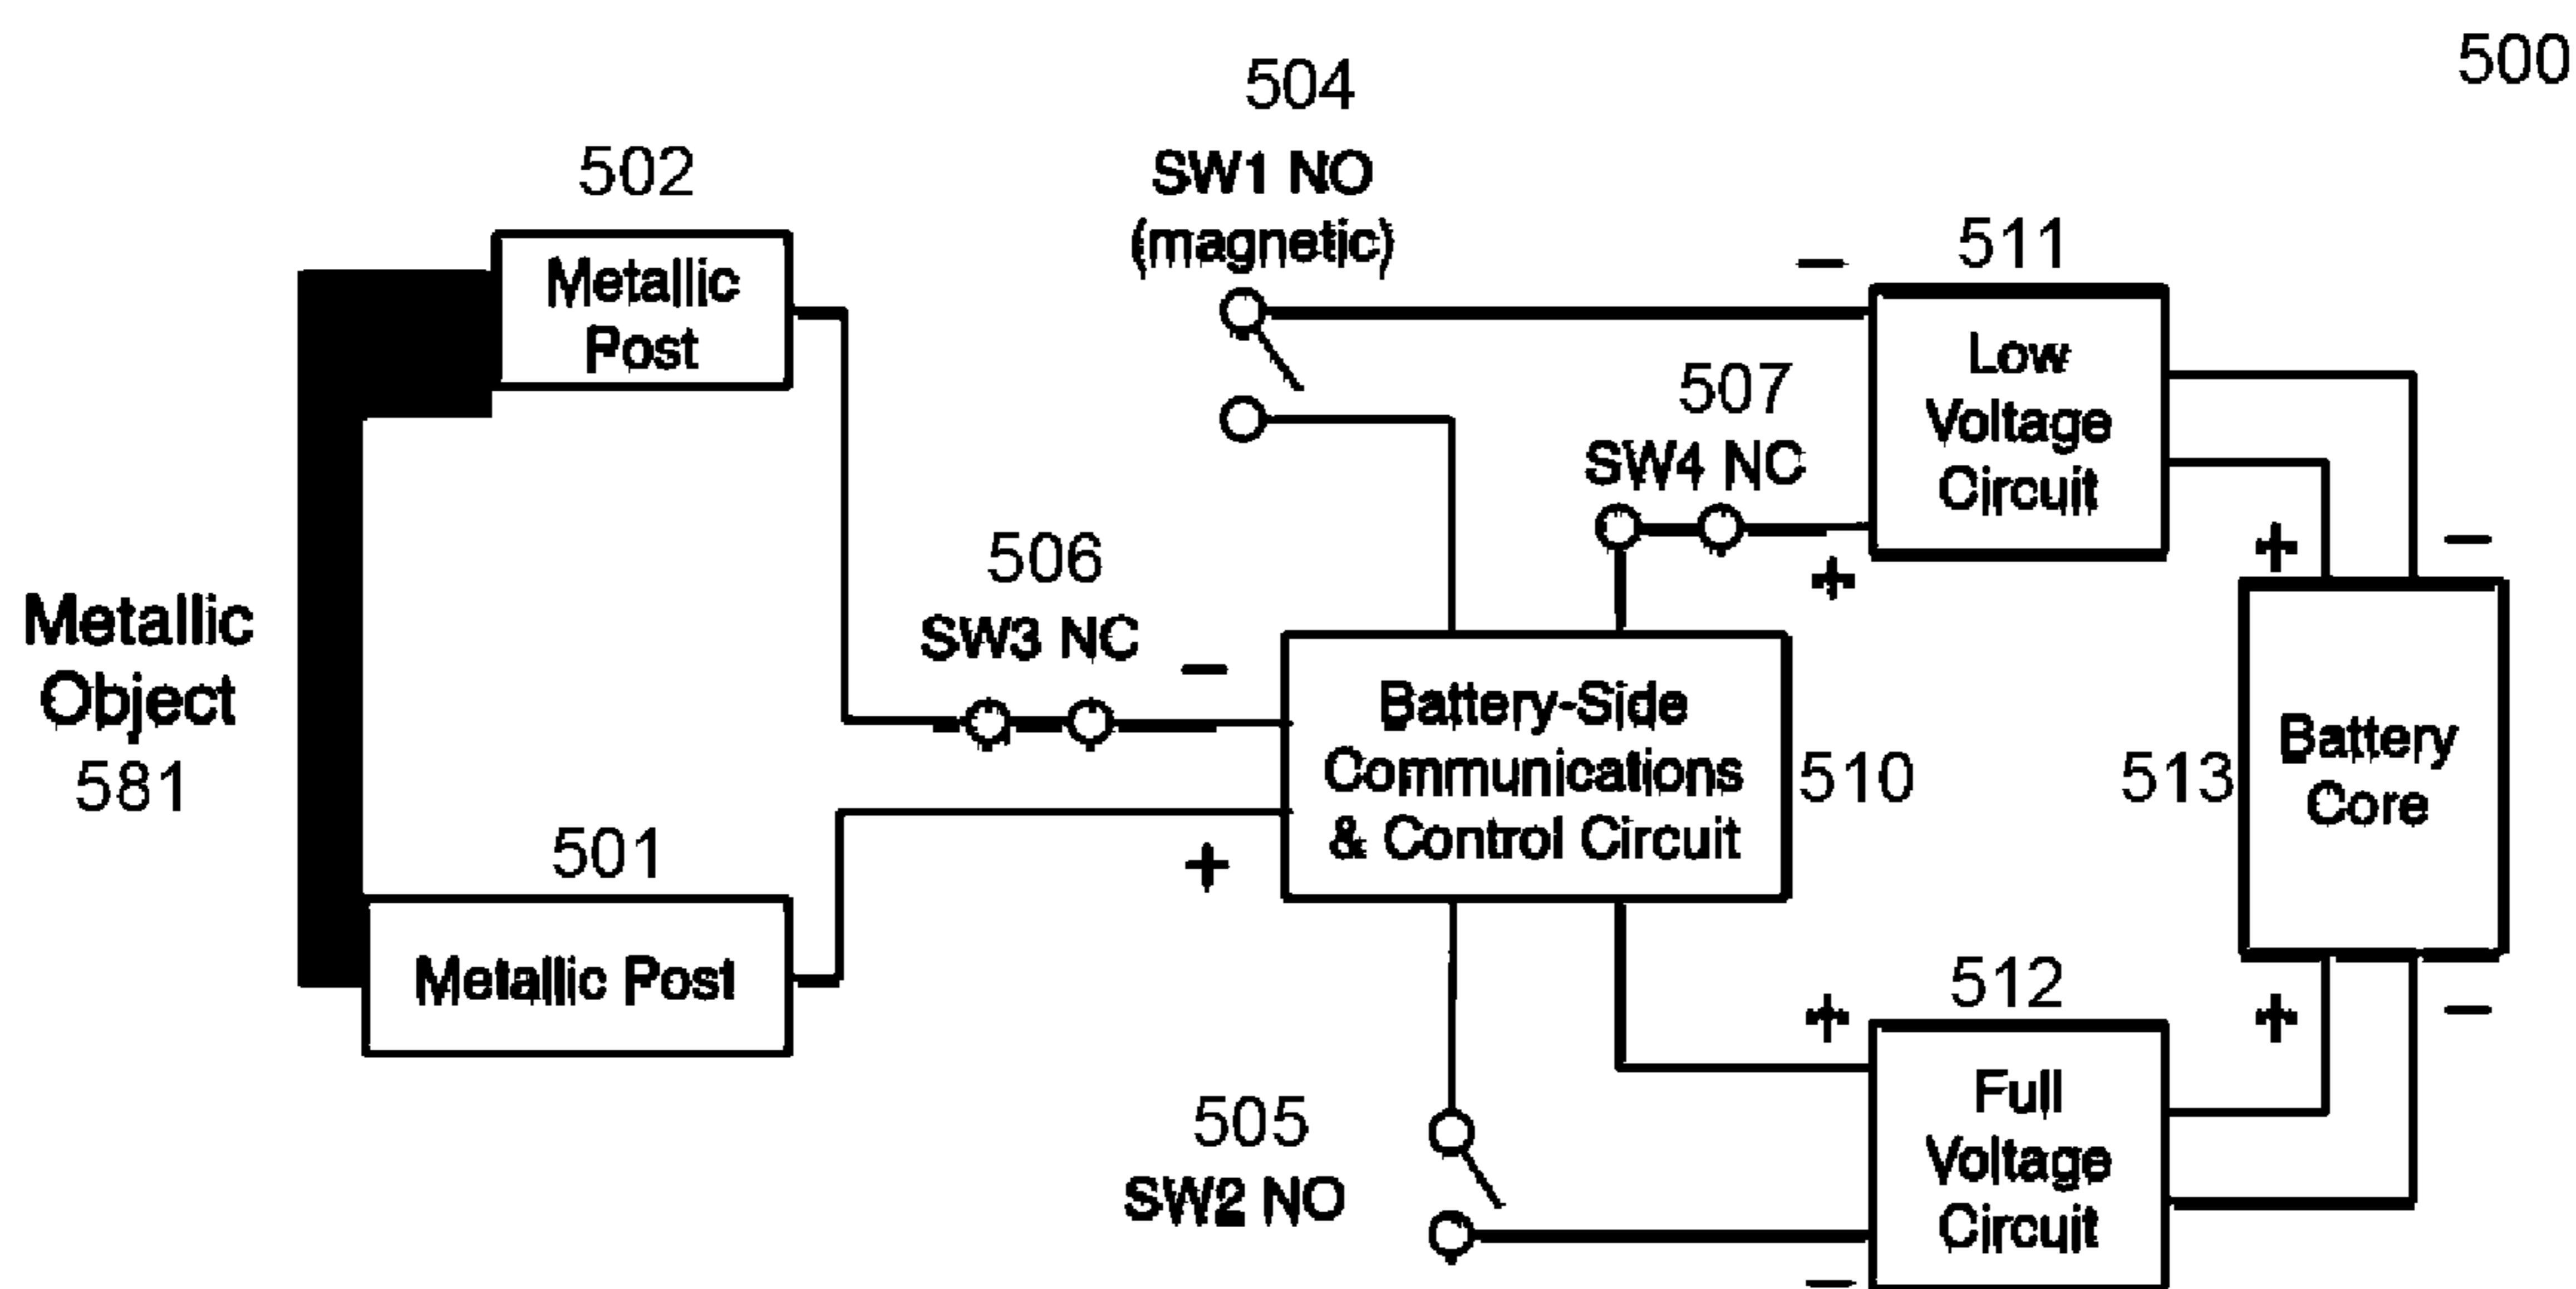 500
504
SW1 NO
(magnetic)
502
Metallic
Post
511
−
Low
Voltage
Circuit
507
SW4 NC
+
506
SW3 NC
−
+
−
Metallic
Object
581
Battery-Side
Communications
& Control Circuit
510
513
Battery
Core
501
Metallic Post
+
512
+
+
−
Full
Voltage
Circuit
505
SW2 NO
−